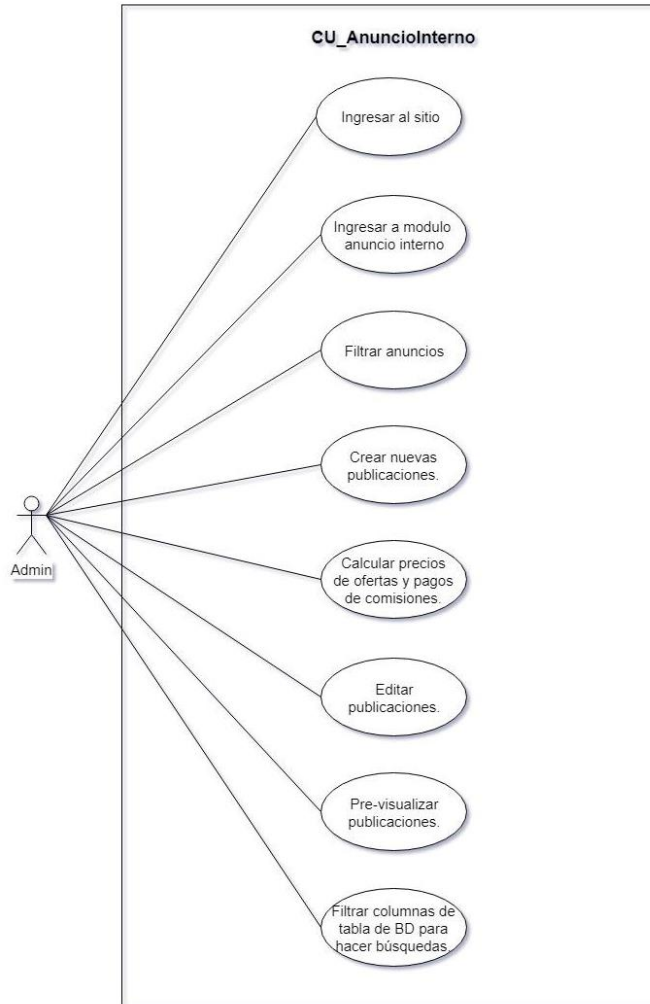 CU_AnuncioInterno
Ingresar al sitio
Ingresar a modulo
anuncio interno
Filtrar anuncios
Crear nuevas
publicaciones.
Admin
Calcular precios
de ofertas y pagos
de comisiones.
Editar
publicaciones.
Pre-visualizar
publicaciones.
Filtrar columnas de
tabla de BD para
hacer búsquedas.